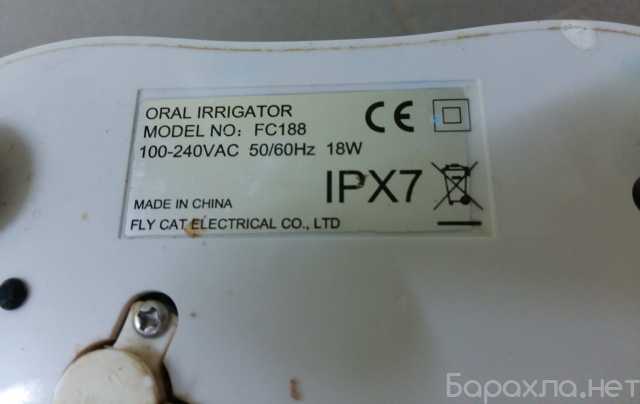 ORAL IRRIGATOR
MODEL NO: FC188
100-240VAC 50/60Hz 18W
CE
IPX7
MADE IN CHINA
FLY CAT ELECTRICAL CO., LTD
Барахла.нет